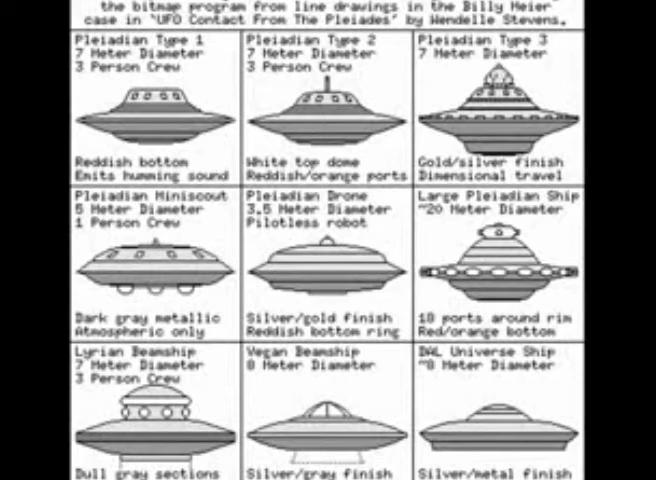 the bitmap program from line drawings in the Billy Meier
case in 'UFO Contact From The Pleiades' by Wendelle Stevens.
Pleiadian Type 1
7 Meter Diameter
3 Person Crew
Reddish bottom
Emits humming sound
Pleiadian Type 2
7 Meter Diameter
3 Person Crew
White top dome
Reddish/orange ports
Pleiadian Type 3
7 Meter Diameter
Gold/silver finish
Dimensional travel
Pleiadian Miniscout
5 Meter Diameter
1 Person Crew
Dark gray metallic
Atmospheric only
Pleiadian Drone
3.5 Meter Diameter
Pilotless robot
Silver/gold finish
Reddish bottom ring
Large Pleiadian Ship
~20 Meter Diameter
18 ports around rim
Red/orange bottom
Lyrian Beamship
7 Meter Diameter
3 Person Crew
Dull gray sections
Vegan Beamship
8 Meter Diameter
Silver/gray finish
DAL Universe Ship
~8 Meter Diameter
Silver/metal finish